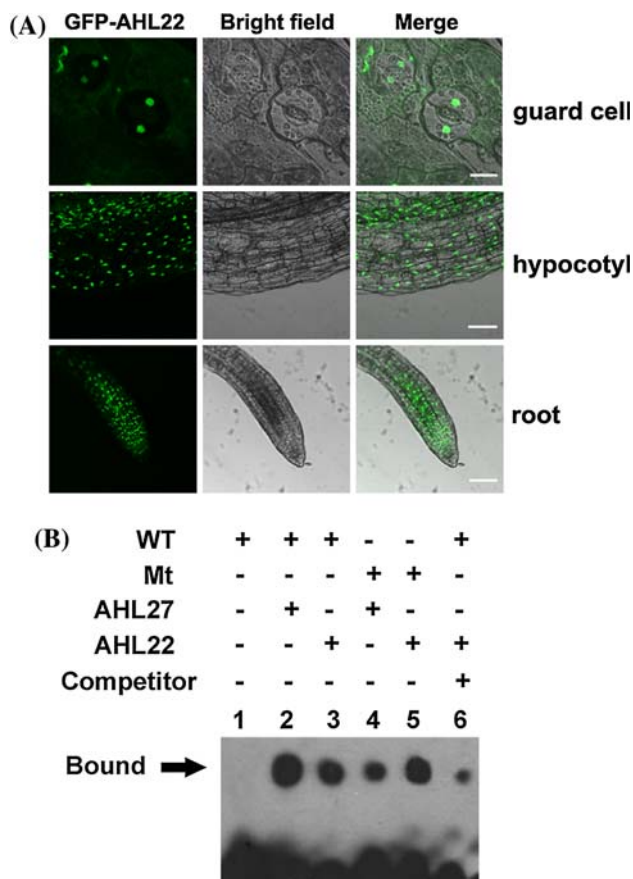 (A) GFP-AHL22 Bright field Merge
guard cell
hypocotyl
root
(B) WT + + + - - +
Mt - - - + + -
AHL27 - + - + - -
AHL22 - - + - + +
Competitor - - - - - +
1 2 3 4 5 6
Bound